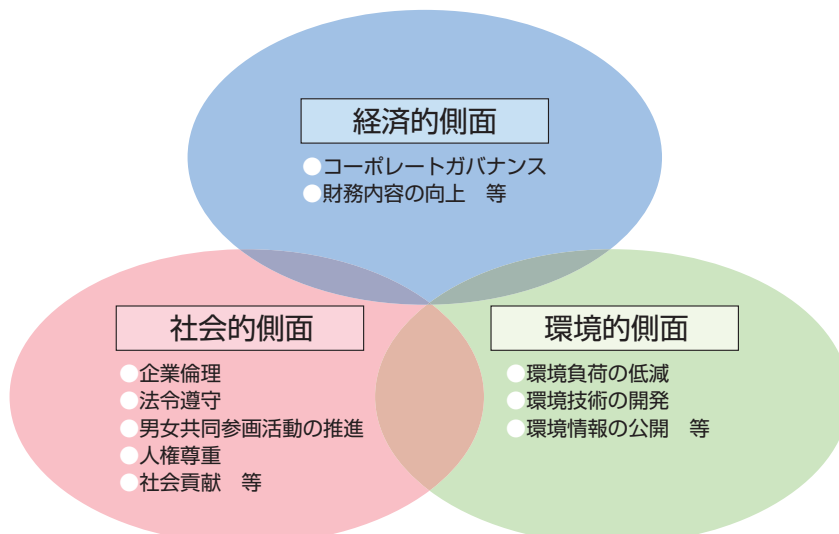 経済的側面
●コーポレートガバナンス
●財務内容の向上　等
社会的側面
●企業倫理
●法令遵守
●男女共同参画活動の推進
●人権尊重
●社会貢献　等
環境的側面
●環境負荷の低減
●環境技術の開発
●環境情報の公開　等